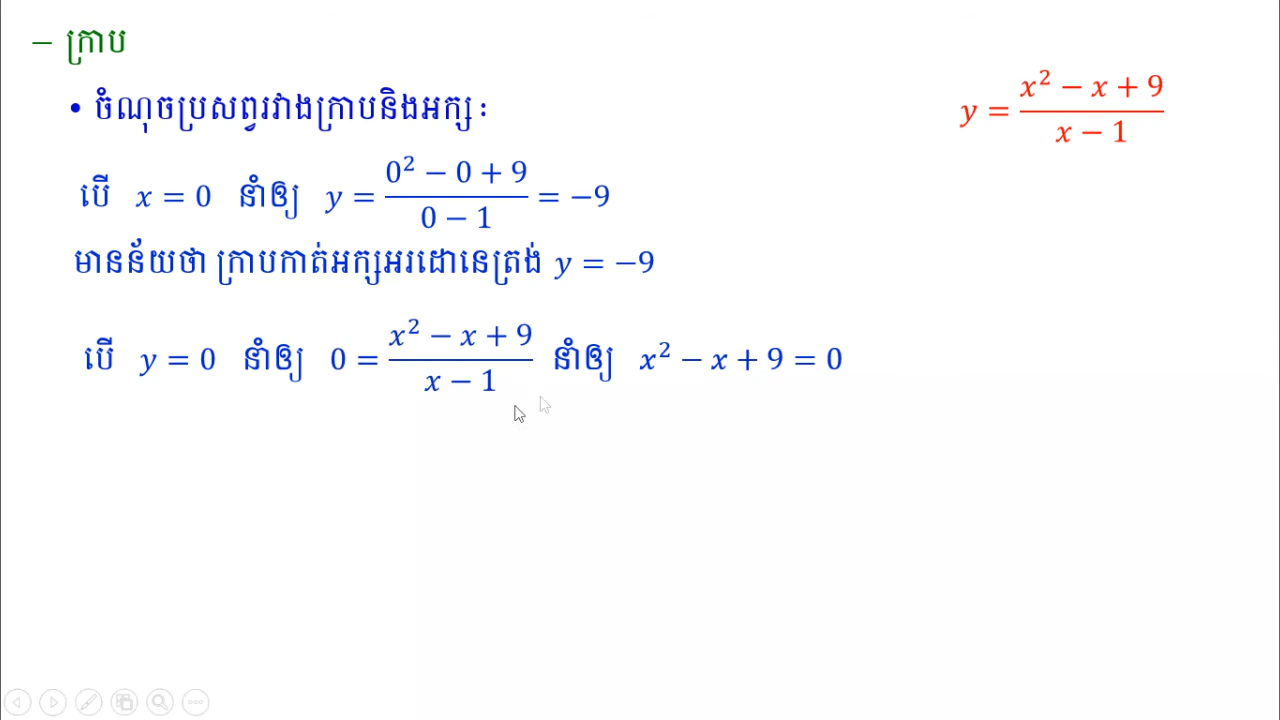 – ក្រាប
• ចំណុចប្រសព្វរវាងក្រាបនិងអក្ស ៖
y = (x² − x + 9)/(x − 1)
បើ x = 0 នាំឲ្យ y = (0² − 0 + 9)/(0 − 1) = −9
មានន័យថា ក្រាបកាត់អក្សអរដោនេត្រង់ y = −9
បើ y = 0 នាំឲ្យ 0 = (x² − x + 9)/(x − 1) នាំឲ្យ x² − x + 9 = 0